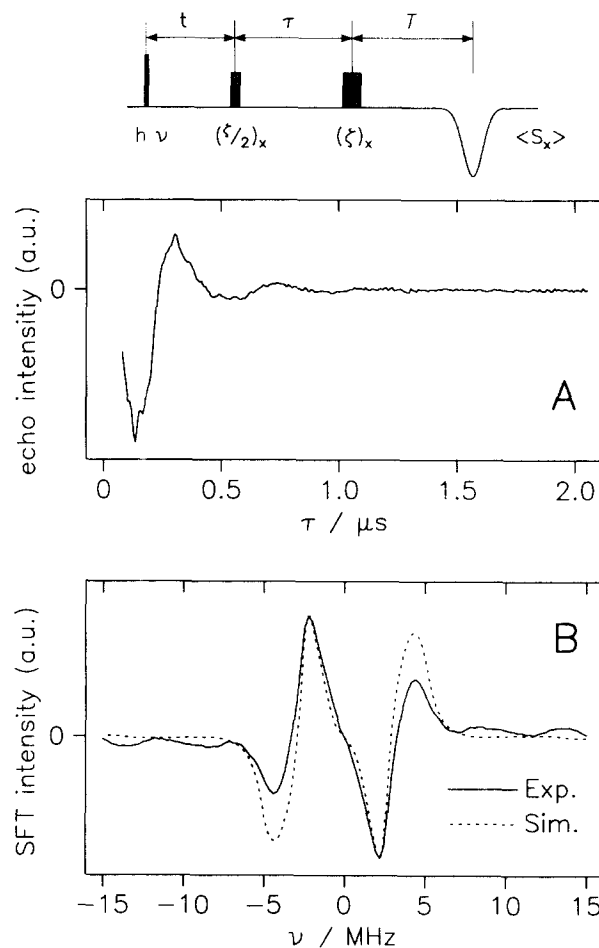 t τ T
h ν (ξ/2)ₓ (ξ)ₓ <Sₓ>
echo intensitiy (a.u.)
0
A
0 0.5 1.0 1.5 2.0
τ / μs
SFT intensity (a.u.)
0
B
Exp.
Sim.
−15 −10 −5 0 5 10 15
ν / MHz